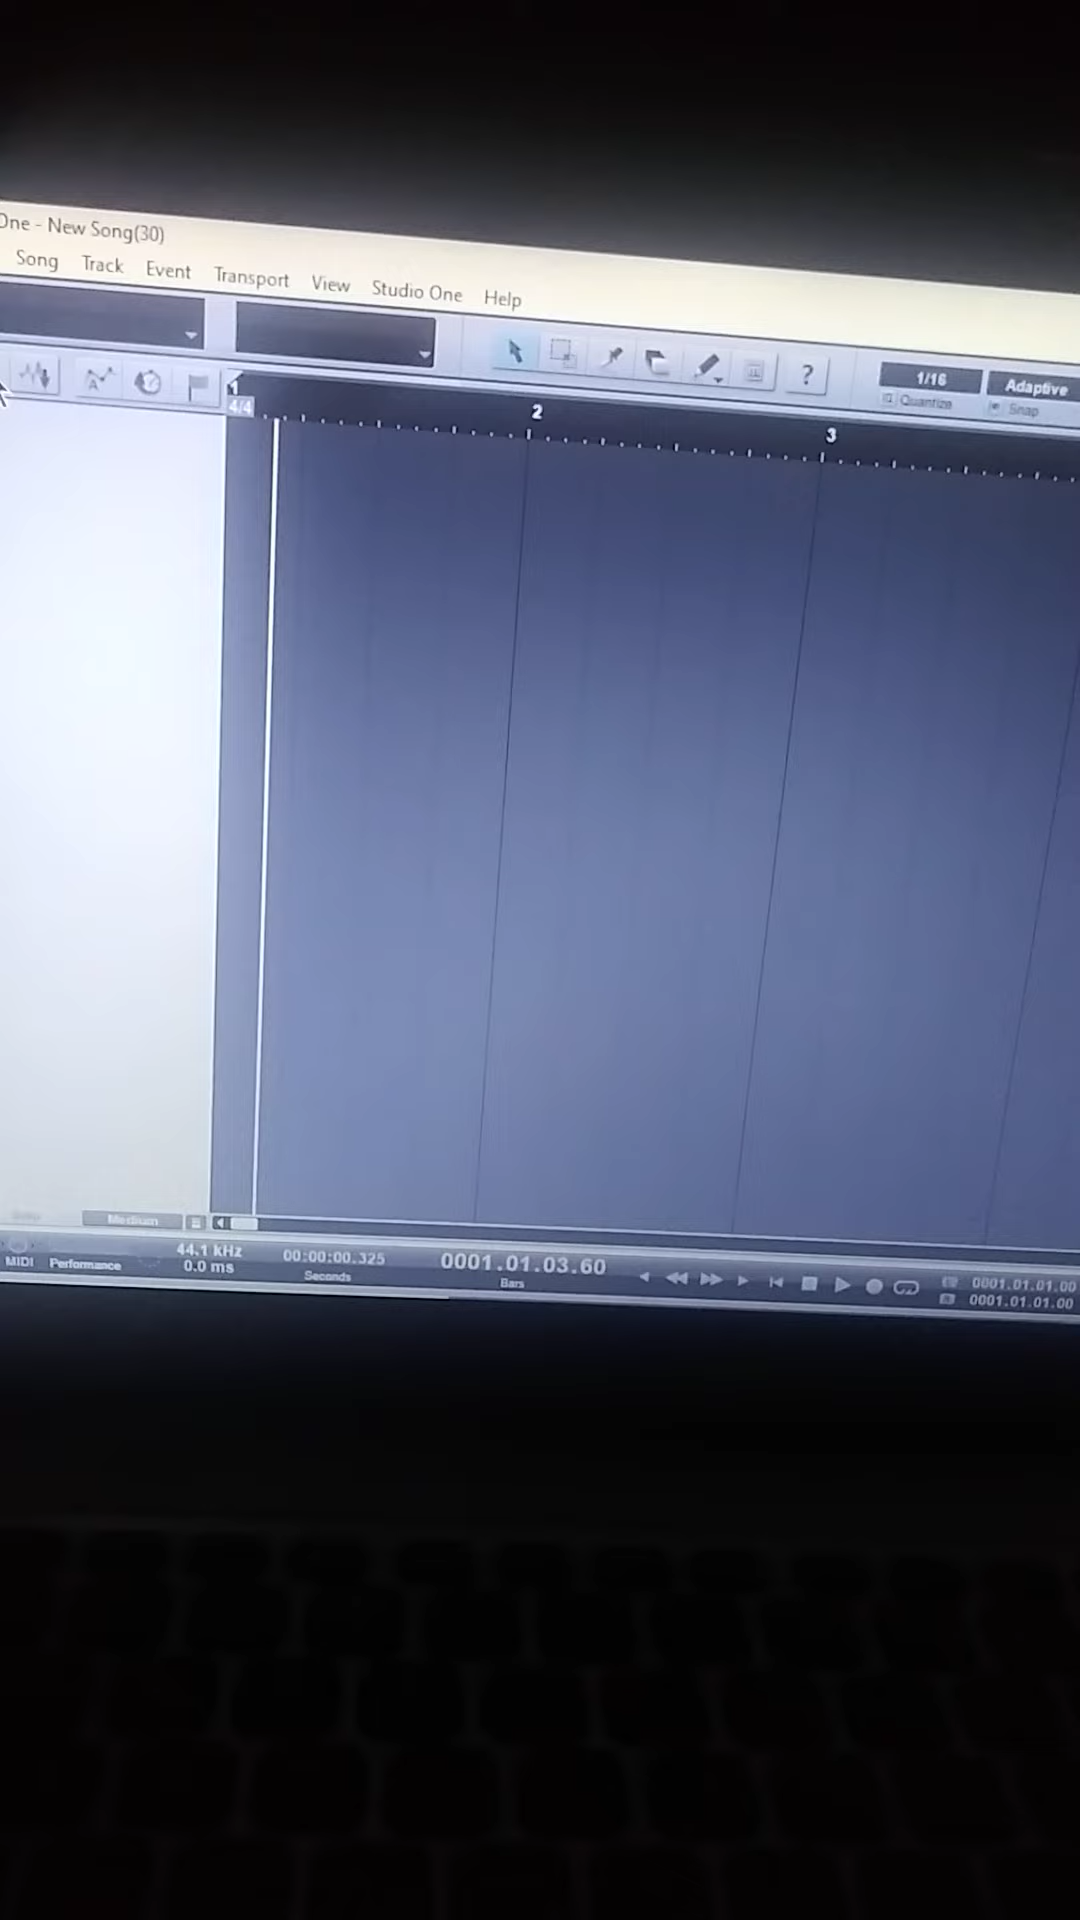 One - New Song(30)
Song Track Event Transport View Studio One Help
?
1/16 Adaptive
Quantize Snap
1 2 3
4/4
Medium
MIDI Performance
44.1 kHz
0.0 ms
00:00:00.325
Seconds
0001.01.03.60
Bars
0001.01.01.00
0001.01.01.00